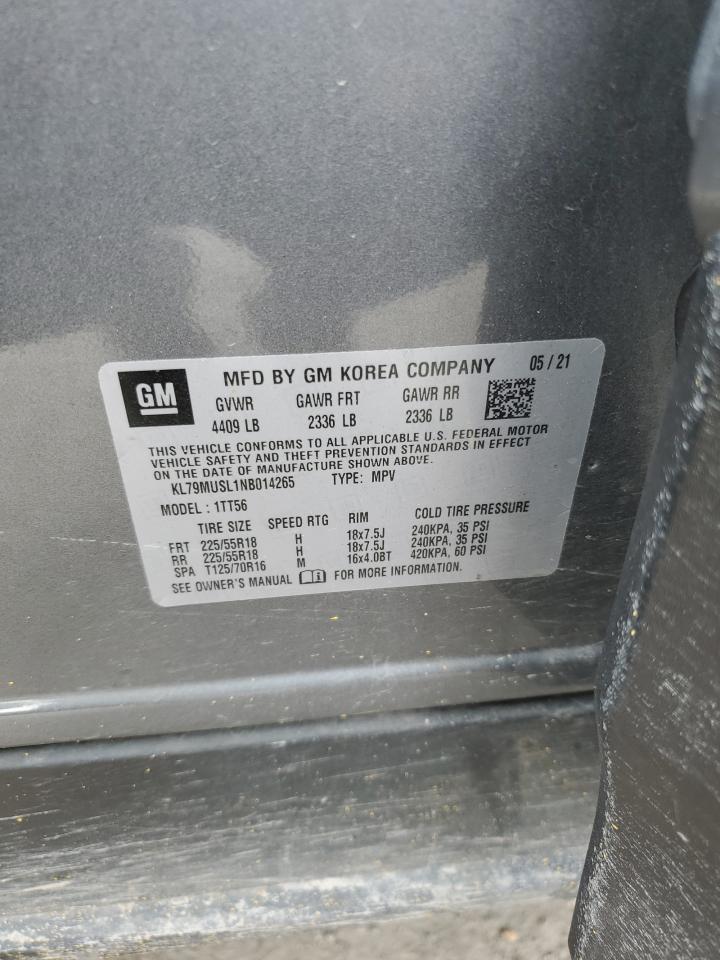 GM
MFD BY GM KOREA COMPANY 05 / 21
GVWR GAWR FRT GAWR RR
4409 LB 2336 LB 2336 LB
THIS VEHICLE CONFORMS TO ALL APPLICABLE U.S. FEDERAL MOTOR
VEHICLE SAFETY AND THEFT PREVENTION STANDARDS IN EFFECT
ON THE DATE OF MANUFACTURE SHOWN ABOVE.
KL79MUSL1NB014265 TYPE: MPV
MODEL : 1TT56
TIRE SIZE SPEED RTG RIM COLD TIRE PRESSURE
FRT 225/55R18 H 18x7.5J 240KPA, 35 PSI
RR 225/55R18 H 18x7.5J 240KPA, 35 PSI
SPA T125/70R16 M 16x4.0BT 420KPA, 60 PSI
SEE OWNER'S MANUAL FOR MORE INFORMATION.